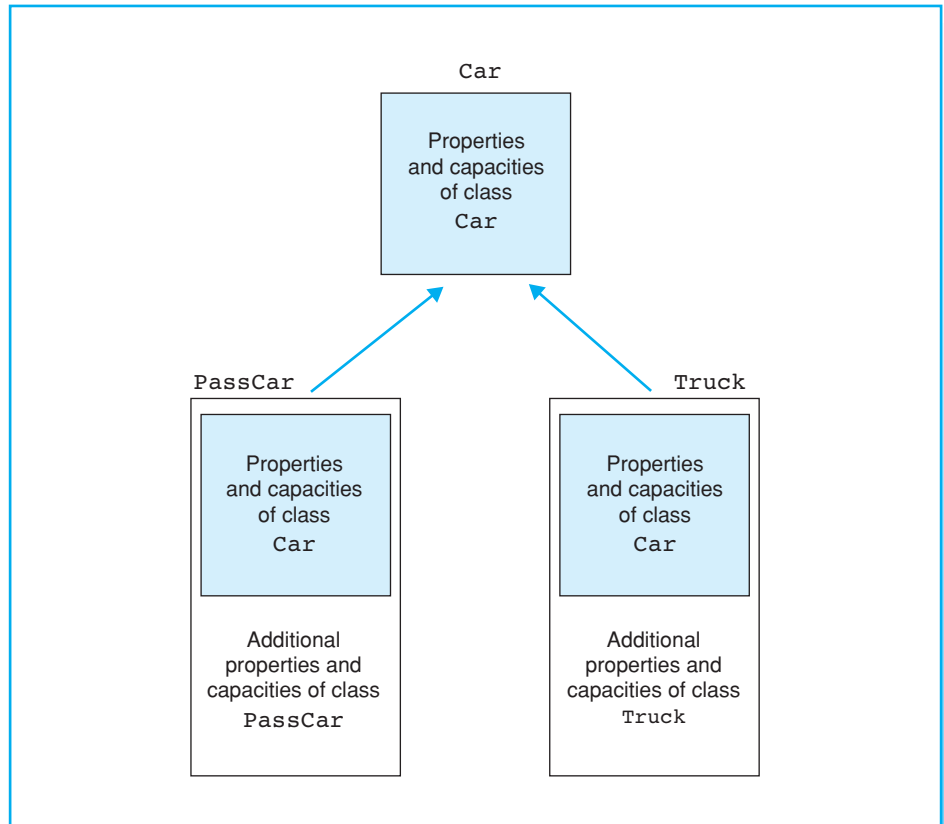 Car
Properties
and capacities
of class
Car
PassCar
Properties
and capacities
of class
Car
Additional
properties and
capacities of class
PassCar
Truck
Properties
and capacities
of class
Car
Additional
properties and
capacities of class
Truck